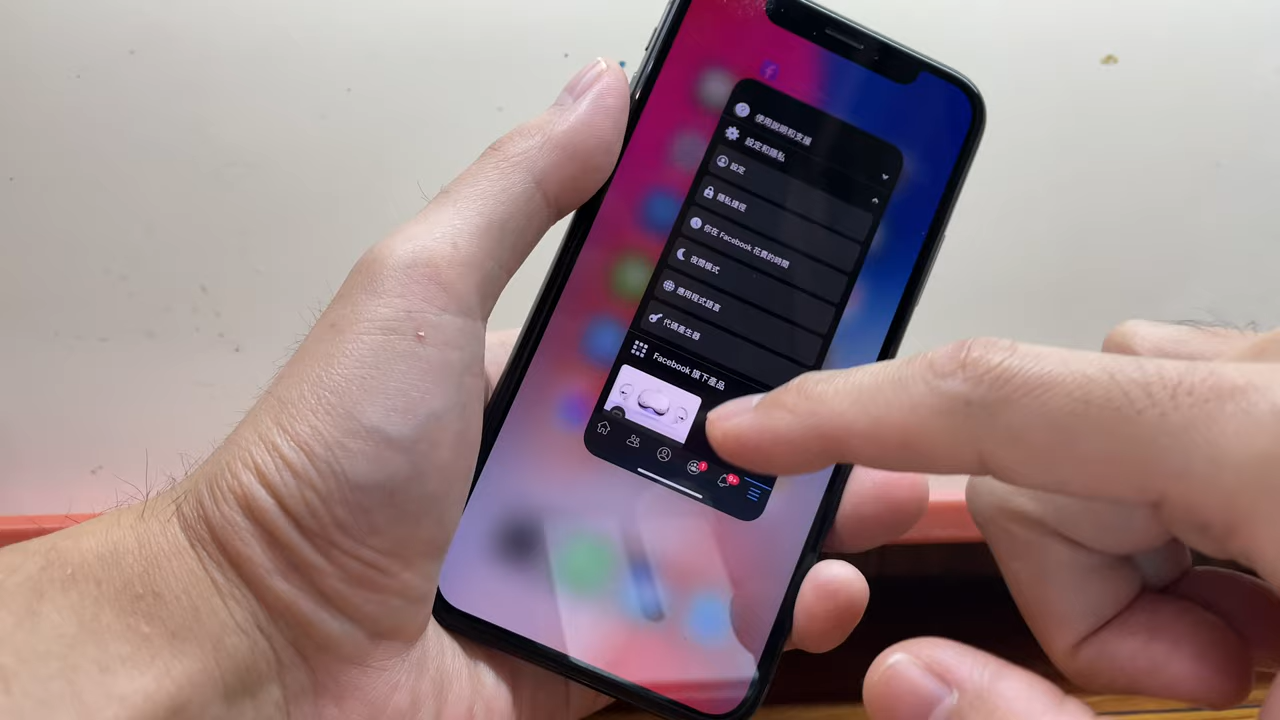 使用說明和支援
設定和隱私
設定
隱私捷徑
你在 Facebook 花費的時間
夜間模式
應用程式語言
代碼產生器
Facebook 旗下產品
1
9+